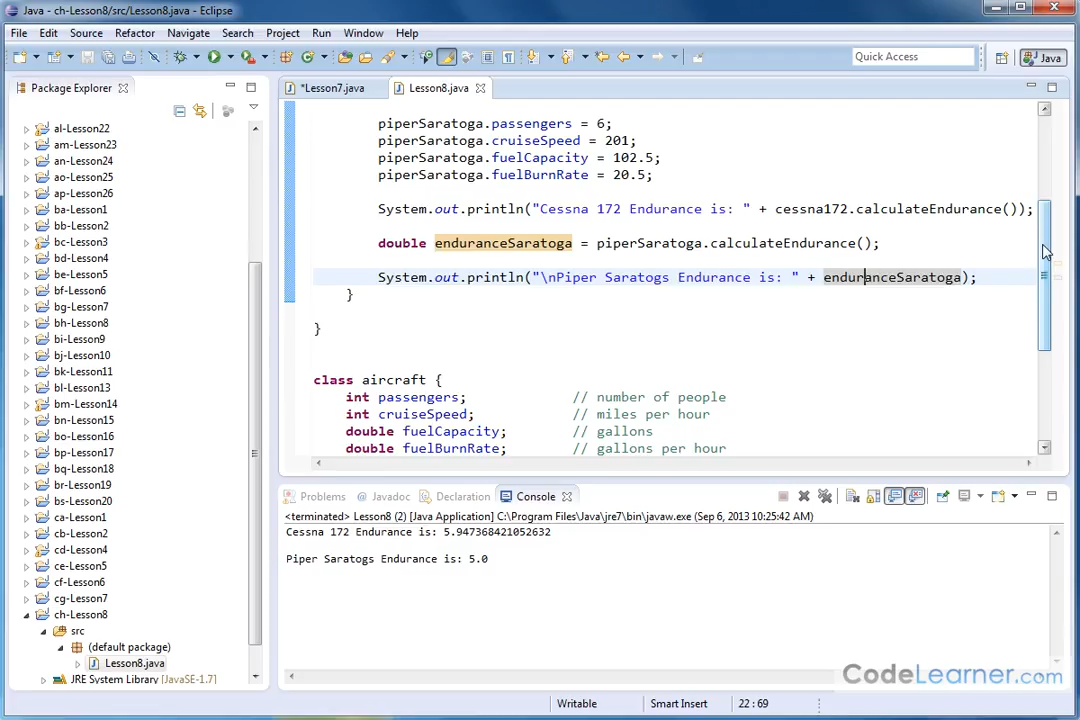 Java - ch-Lesson8/src/Lesson8.java - Eclipse
File Edit Source Refactor Navigate Search Project Run Window Help
Quick Access
Java
Package Explorer
*Lesson7.java
Lesson8.java
al-Lesson22
am-Lesson23
an-Lesson24
ao-Lesson25
ap-Lesson26
ba-Lesson1
bb-Lesson2
bc-Lesson3
bd-Lesson4
be-Lesson5
bf-Lesson6
bg-Lesson7
bh-Lesson8
bi-Lesson9
bj-Lesson10
bk-Lesson11
bl-Lesson13
bm-Lesson14
bn-Lesson15
bo-Lesson16
bp-Lesson17
bq-Lesson18
br-Lesson19
bs-Lesson20
ca-Lesson1
cb-Lesson2
cd-Lesson4
ce-Lesson5
cf-Lesson6
cg-Lesson7
ch-Lesson8
src
(default package)
Lesson8.java
JRE System Library [JavaSE-1.7]
piperSaratoga.passengers = 6;
piperSaratoga.cruiseSpeed = 201;
piperSaratoga.fuelCapacity = 102.5;
piperSaratoga.fuelBurnRate = 20.5;
System.out.println("Cessna 172 Endurance is: " + cessna172.calculateEndurance());
double enduranceSaratoga = piperSaratoga.calculateEndurance();
System.out.println("\nPiper Saratogs Endurance is: " + enduranceSaratoga);
}
}
class aircraft {
int passengers; // number of people
int cruiseSpeed; // miles per hour
double fuelCapacity; // gallons
double fuelBurnRate; // gallons per hour
Problems @ Javadoc Declaration Console
<terminated> Lesson8 (2) [Java Application] C:\Program Files\Java\jre7\bin\javaw.exe (Sep 6, 2013 10:25:42 AM)
Cessna 172 Endurance is: 5.947368421052632
Piper Saratogs Endurance is: 5.0
CodeLearner.com
Writable Smart Insert 22 : 69